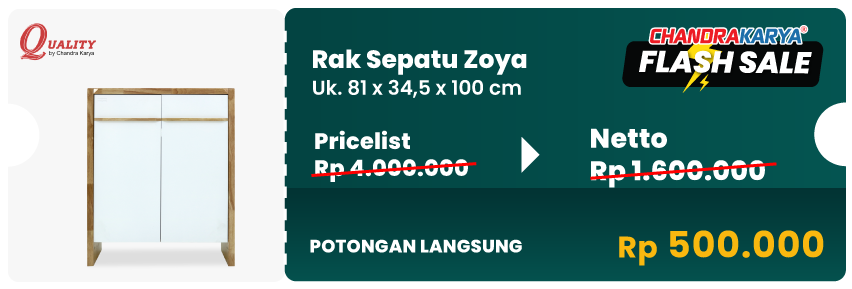 QUALITY
by Chandra Karya
CHANDRAKARYA®
FLASH SALE
Rak Sepatu Zoya
Uk. 81 x 34,5 x 100 cm
Pricelist
Rp 4.000.000
Netto
Rp 1.600.000
POTONGAN LANGSUNG
Rp 500.000